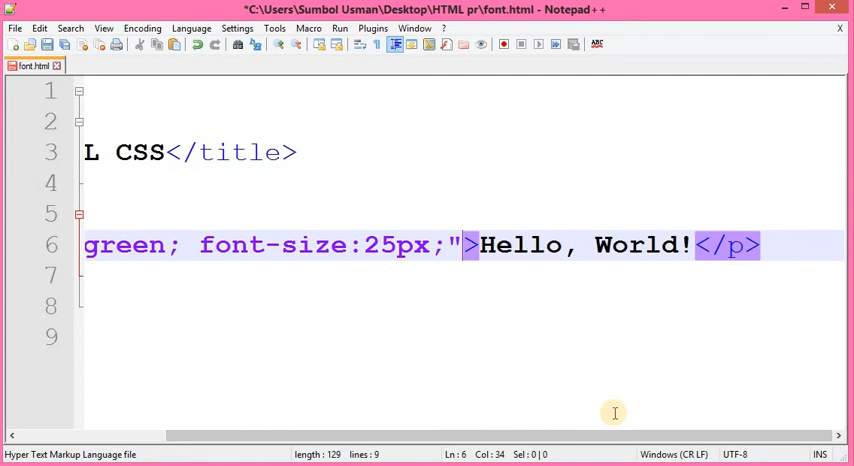 *C:\Users\Sumbol Usman\Desktop\HTML pr\font.html - Notepad++
File Edit Search View Encoding Language Settings Tools Macro Run Plugins Window ? X
font.html
1
2
3 L CSS</title>
4
5
6 green; font-size:25px;">Hello, World!</p>
7
8
9
Hyper Text Markup Language file length : 129 lines : 9 Ln : 6 Col : 34 Sel : 0 | 0 Windows (CR LF) UTF-8 INS